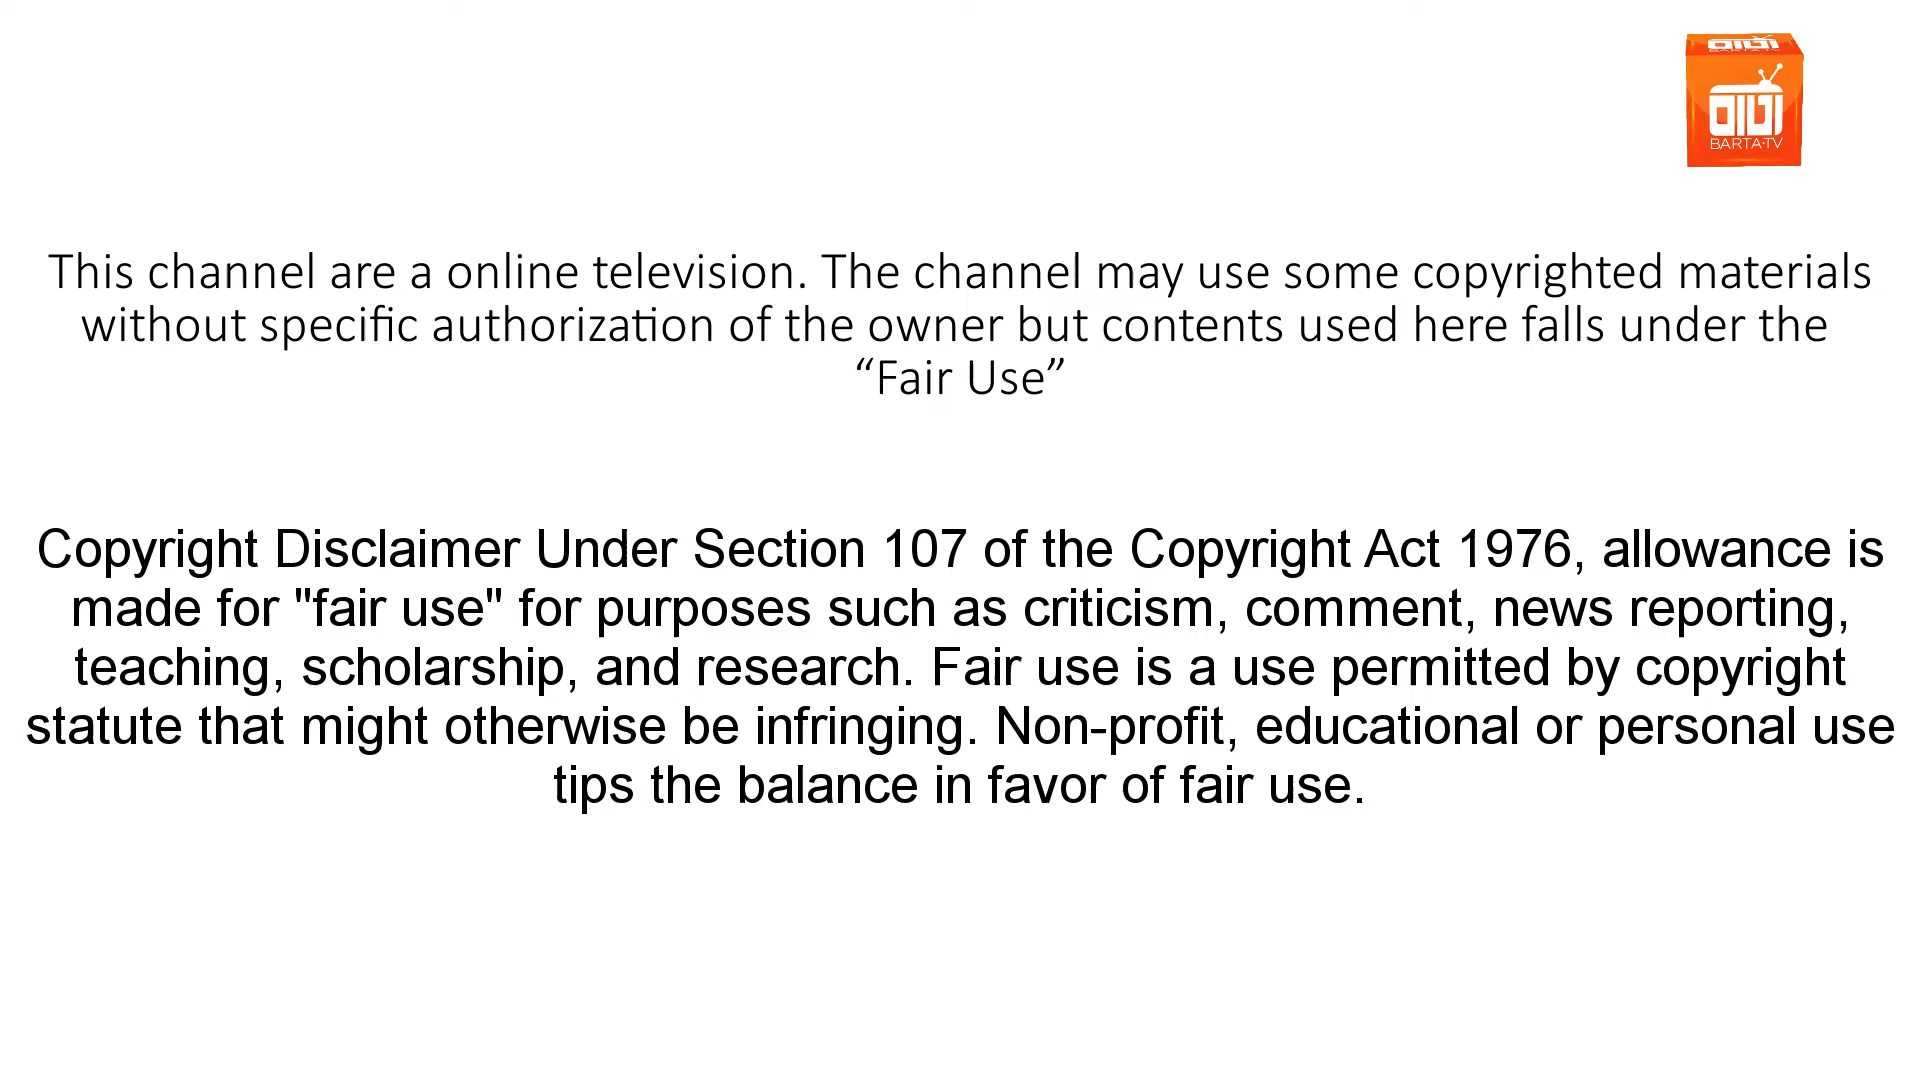 বার্তা
বার্তা
BARTA TV
This channel are a online television. The channel may use some copyrighted materials
without specific authorization of the owner but contents used here falls under the
“Fair Use”
Copyright Disclaimer Under Section 107 of the Copyright Act 1976, allowance is
made for "fair use" for purposes such as criticism, comment, news reporting,
teaching, scholarship, and research. Fair use is a use permitted by copyright
statute that might otherwise be infringing. Non-profit, educational or personal use
tips the balance in favor of fair use.